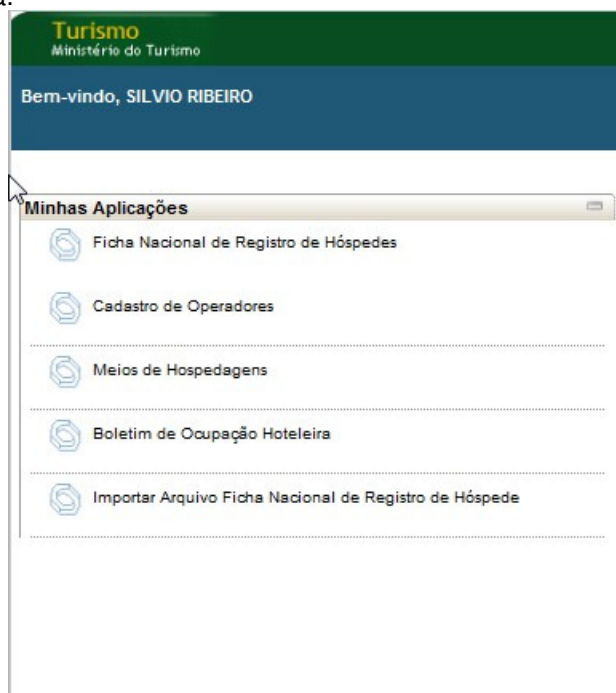 Turismo
Ministério do Turismo
Bem-vindo, SILVIO RIBEIRO
Minhas Aplicações
Ficha Nacional de Registro de Hóspedes
Cadastro de Operadores
Meios de Hospedagens
Boletim de Ocupação Hoteleira
Importar Arquivo Ficha Nacional de Registro de Hóspede